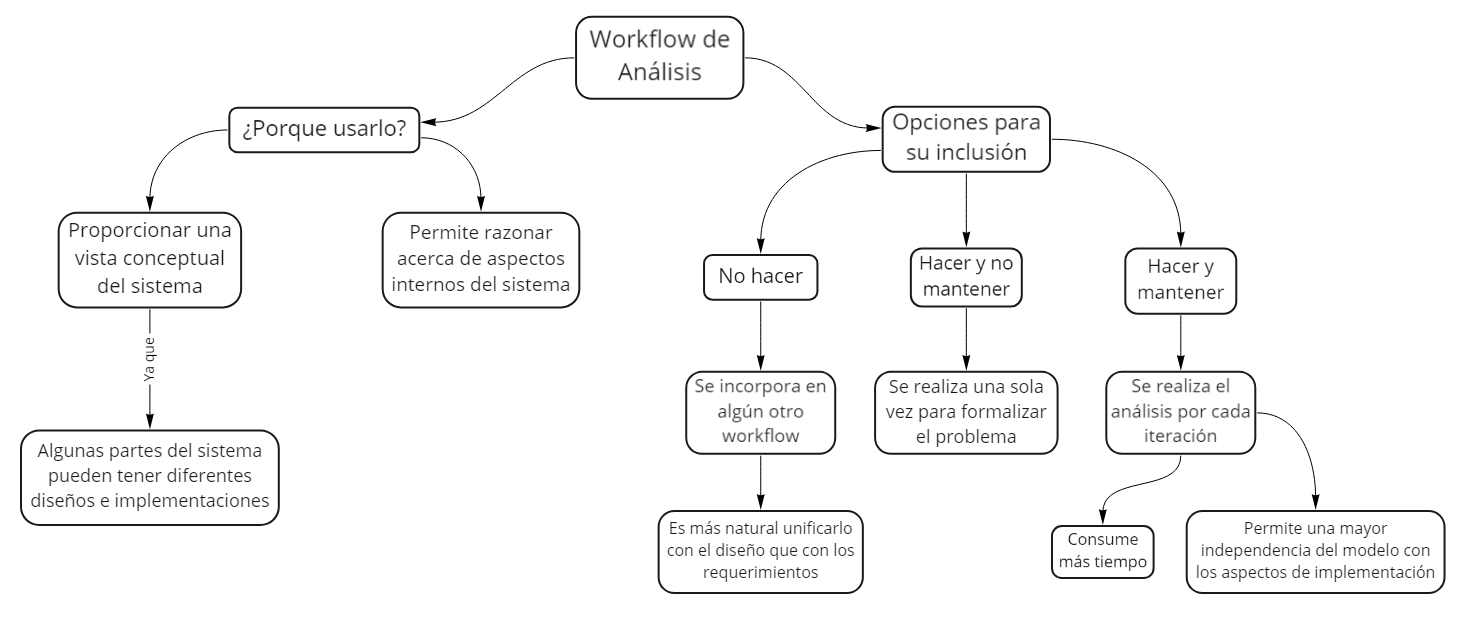 Workflow de
Análisis
¿Porque usarlo?
Opciones para
su inclusión
Proporcionar una
vista conceptual
del sistema
Permite razonar
acerca de aspectos
internos del sistema
No hacer
Hacer y no
mantener
Hacer y
mantener
Ya que
Se incorpora en
algún otro
workflow
Se realiza una sola
vez para formalizar
el problema
Se realiza el
análisis por cada
iteración
Algunas partes del sistema
pueden tener diferentes
diseños e implementaciones
Es más natural unificarlo
con el diseño que con los
requerimientos
Consume
más tiempo
Permite una mayor
independencia del modelo con
los aspectos de implementación